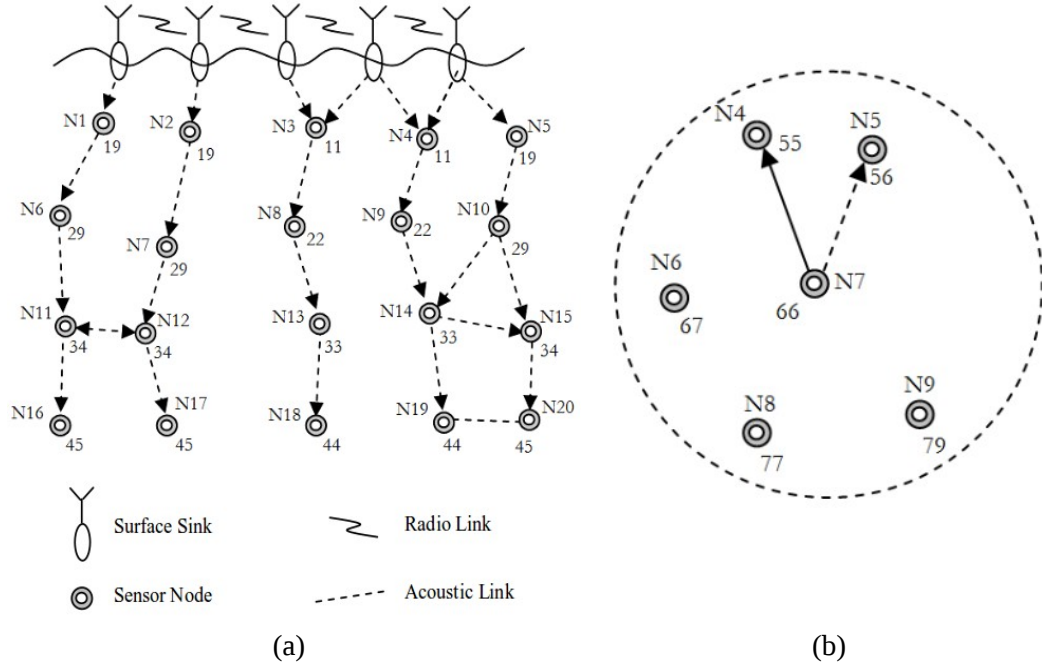 N1
19
N2
19
N3
11
N4
11
N5
19
N6
29
N7
29
N8
22
N9
22
N10
29
N11
34
N12
34
N13
33
N14
33
N15
34
N16
45
N17
45
N18
44
N19
44
N20
45
Surface Sink
Radio Link
Sensor Node
Acoustic Link
(a)
N4
55
N5
56
N6
67
N7
66
N8
77
N9
79
(b)